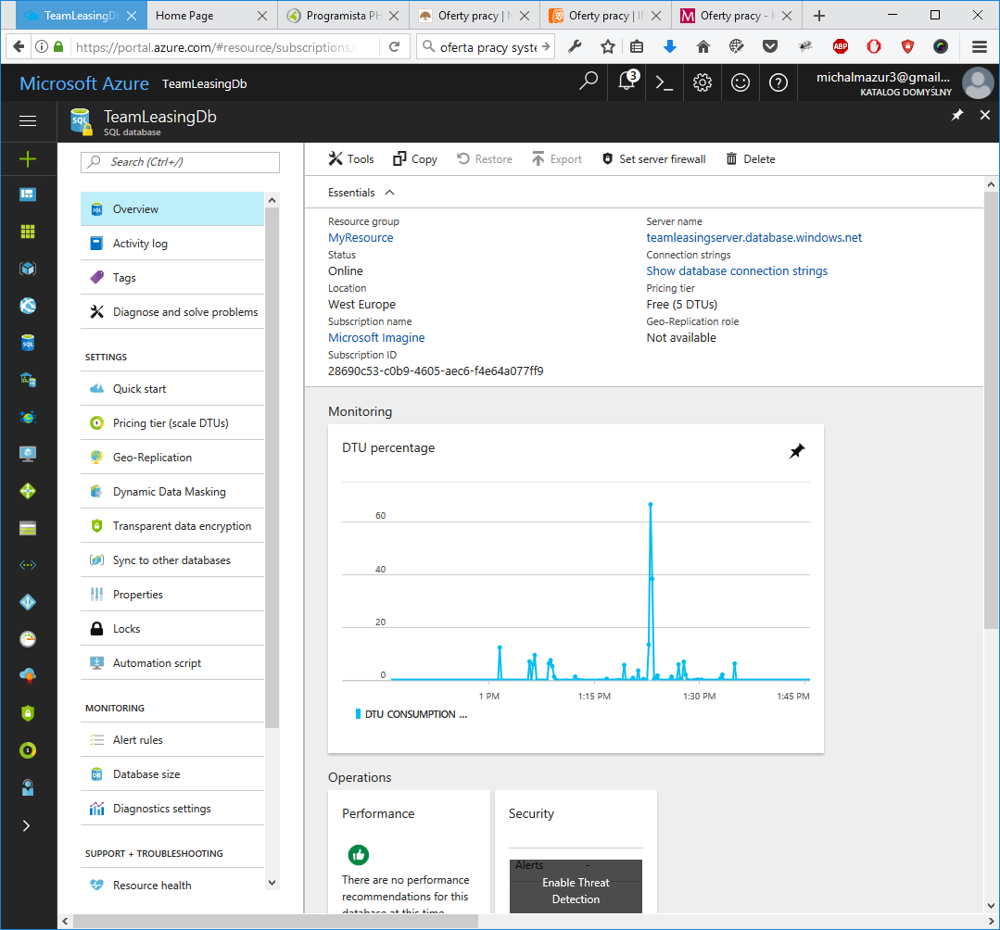 TeamLeasingD
Home Page
Programista PH
Oferty pracy | N
Oferty pracy | IN
Oferty pracy -
https://portal.azure.com/#resource/subscriptions/
oferta pracy syste
ABP
Microsoft Azure TeamLeasingDb
3
michalmazur3@gmail...
KATALOG DOMYŚLNY
TeamLeasingDb
SQL database
Search (Ctrl+/)
Overview
Activity log
Tags
Diagnose and solve problems
SETTINGS
Quick start
Pricing tier (scale DTUs)
Geo-Replication
Dynamic Data Masking
Transparent data encryption
Sync to other databases
Properties
Locks
Automation script
MONITORING
Alert rules
Database size
Diagnostics settings
SUPPORT + TROUBLESHOOTING
Resource health
Tools Copy Restore Export Set server firewall Delete
Essentials
Resource group
MyResource
Status
Online
Location
West Europe
Subscription name
Microsoft Imagine
Subscription ID
28690c53-c0b9-4605-aec6-f4e64a077ff9
Server name
teamleasingserver.database.windows.net
Connection strings
Show database connection strings
Pricing tier
Free (5 DTUs)
Geo-Replication role
Not available
Monitoring
DTU percentage
60
40
20
0
1 PM 1:15 PM 1:30 PM 1:45 PM
DTU CONSUMPTION ...
Operations
Performance
There are no performance
recommendations for this
database at this time.
Security
Alerts -
Enable Threat
Detection